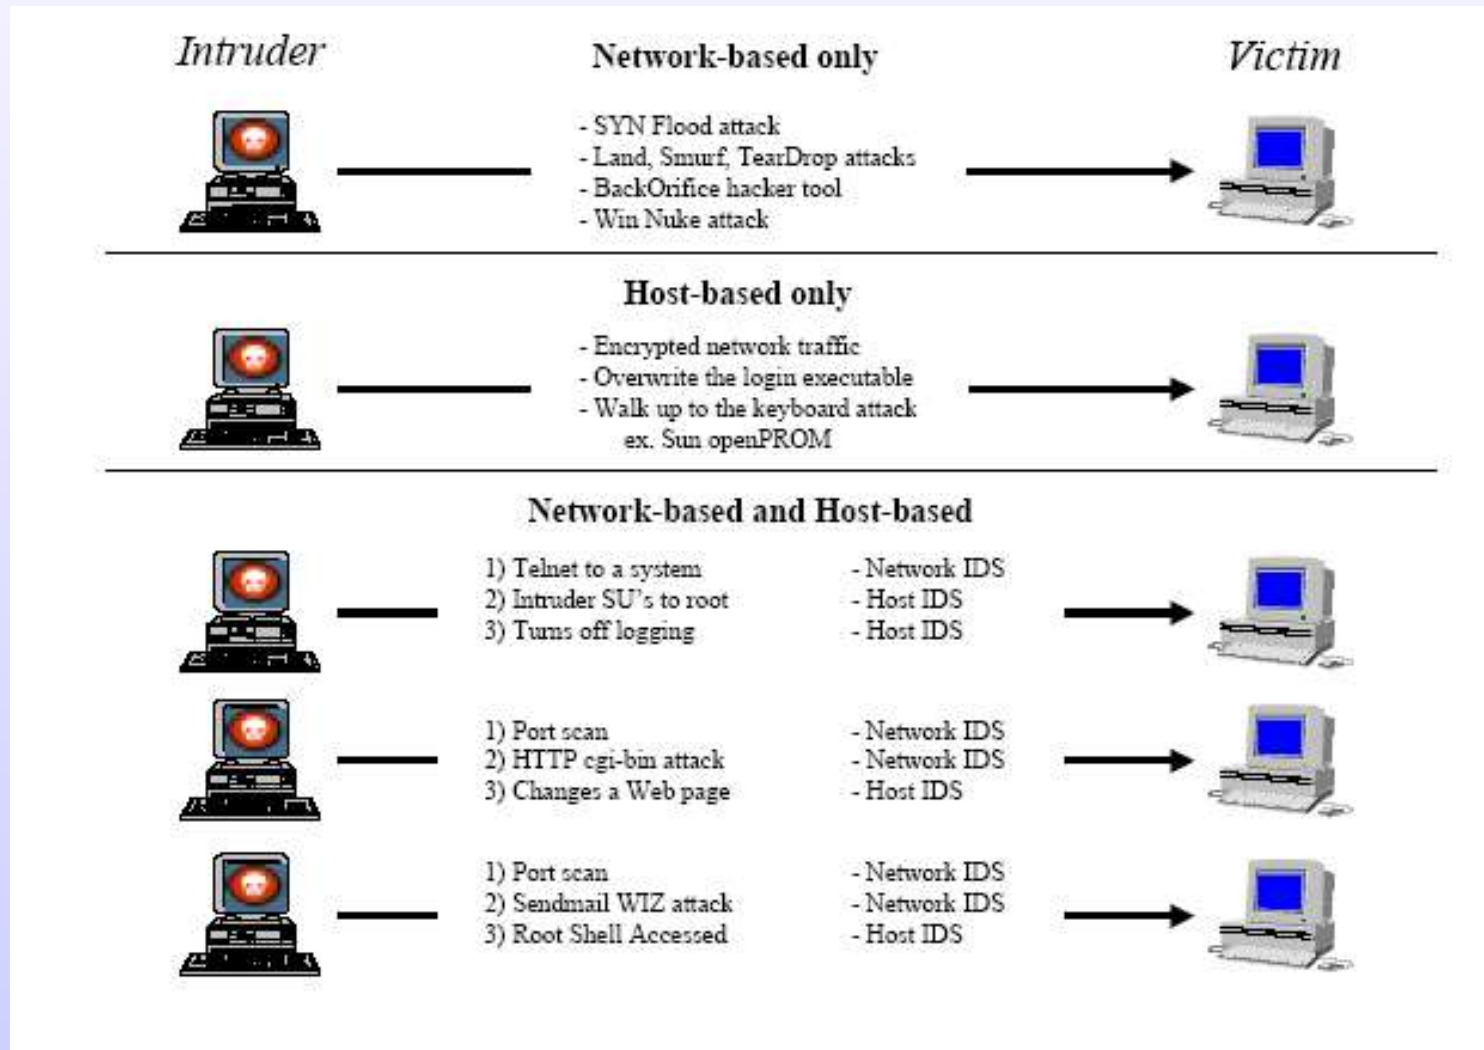 Intruder
Network-based only
Victim
- SYN Flood attack
- Land, Smurf, TearDrop attacks
- BackOrifice hacker tool
- Win Nuke attack
Host-based only
- Encrypted network traffic
- Overwrite the login executable
- Walk up to the keyboard attack
ex. Sun openPROM
Network-based and Host-based
1) Telnet to a system - Network IDS
2) Intruder SU's to root - Host IDS
3) Turns off logging - Host IDS
1) Port scan - Network IDS
2) HTTP cgi-bin attack - Network IDS
3) Changes a Web page - Host IDS
1) Port scan - Network IDS
2) Sendmail WIZ attack - Network IDS
3) Root Shell Accessed - Host IDS